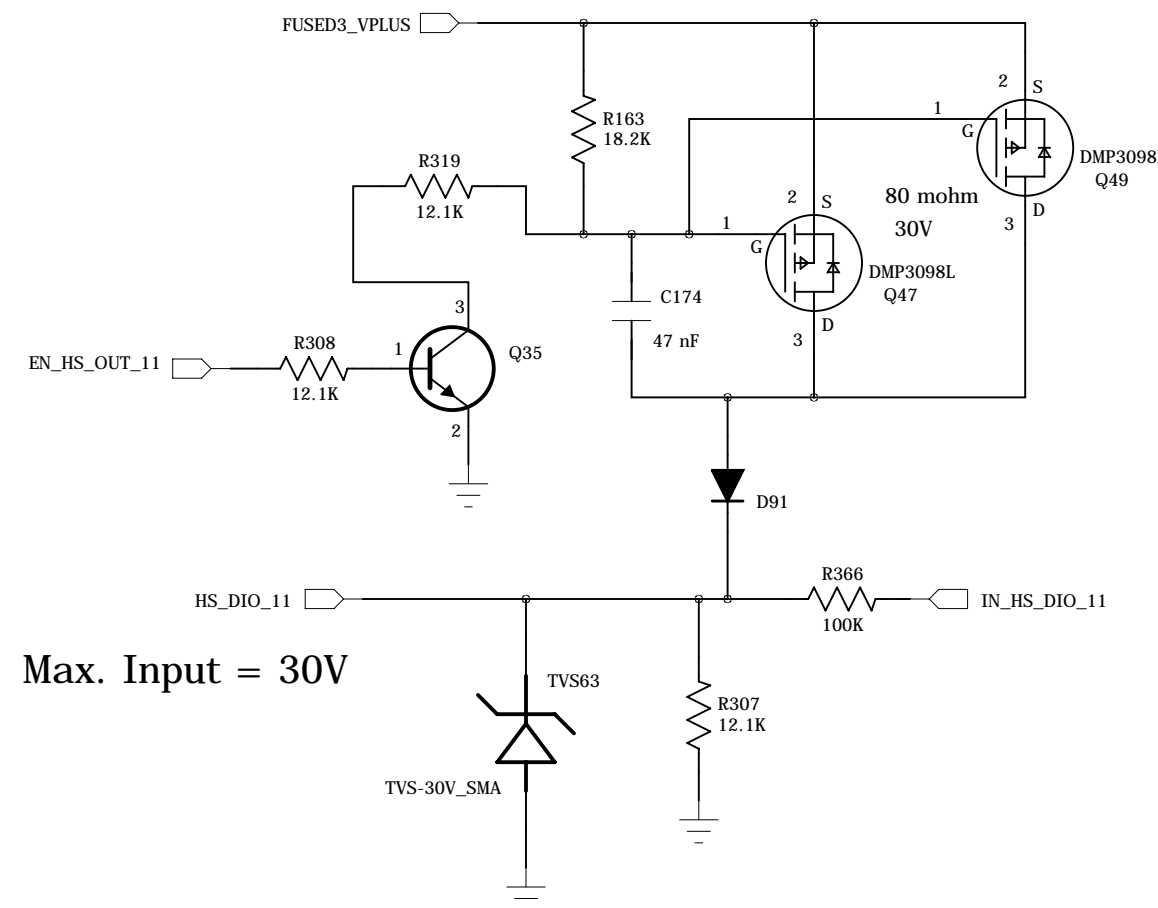 FUSED3_VPLUS
2
S
1
G
R163
18.2K
DMP3098
Q49
R319
12.1K
80 mohm
30V
2
S
3
D
1
G
DMP3098L
Q47
C174
47 nF
3
D
3
R308
1
Q35
EN_HS_OUT_11
12.1K
2
D91
R366
HS_DIO_11
IN_HS_DIO_11
100K
Max. Input = 30V
TVS63
R307
12.1K
TVS-30V_SMA